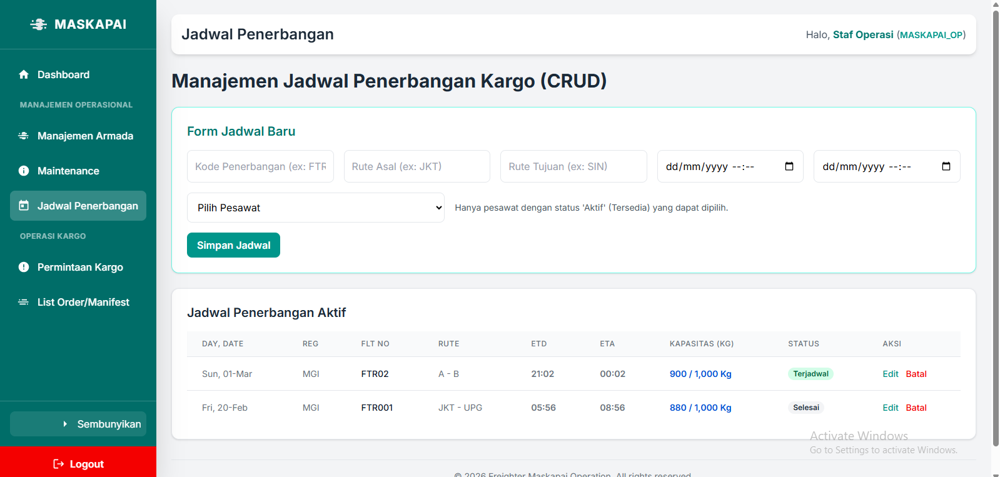 MASKAPAI
Dashboard
MANAJEMEN OPERASIONAL
Manajemen Armada
Maintenance
Jadwal Penerbangan
OPERASI KARGO
Permintaan Kargo
List Order/Manifest
Sembunyikan
Logout
Jadwal Penerbangan
Halo, Staf Operasi (MASKAPAI_OP)
Manajemen Jadwal Penerbangan Kargo (CRUD)
Form Jadwal Baru
Kode Penerbangan (ex: FTR Rute Asal (ex: JKT) Rute Tujuan (ex: SIN) dd/mm/yyyy --:-- dd/mm/yyyy --:--
Pilih Pesawat Hanya pesawat dengan status 'Aktif' (Tersedia) yang dapat dipilih.
Simpan Jadwal
Jadwal Penerbangan Aktif
DAY, DATE REG FLT NO RUTE ETD ETA KAPASITAS (KG) STATUS AKSI
Sun, 01-Mar MGI FTR02 A - B 21:02 00:02 900 / 1,000 Kg Terjadwal Edit Batal
Fri, 20-Feb MGI FTR001 JKT - UPG 05:56 08:56 880 / 1,000 Kg Selesai Edit Batal
Activate Windows
Go to Settings to activate Windows.
© 2026 Freighter Maskapai Operation. All rights reserved.